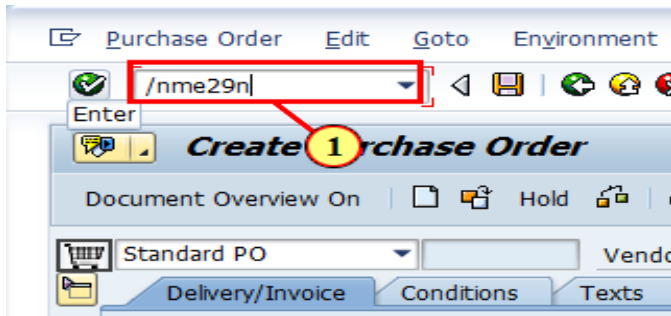 Purchase Order Edit Goto Environment
/nme29n
Enter
Create 1 rchase Order
Document Overview On Hold
Standard PO Vendo
Delivery/Invoice Conditions Texts